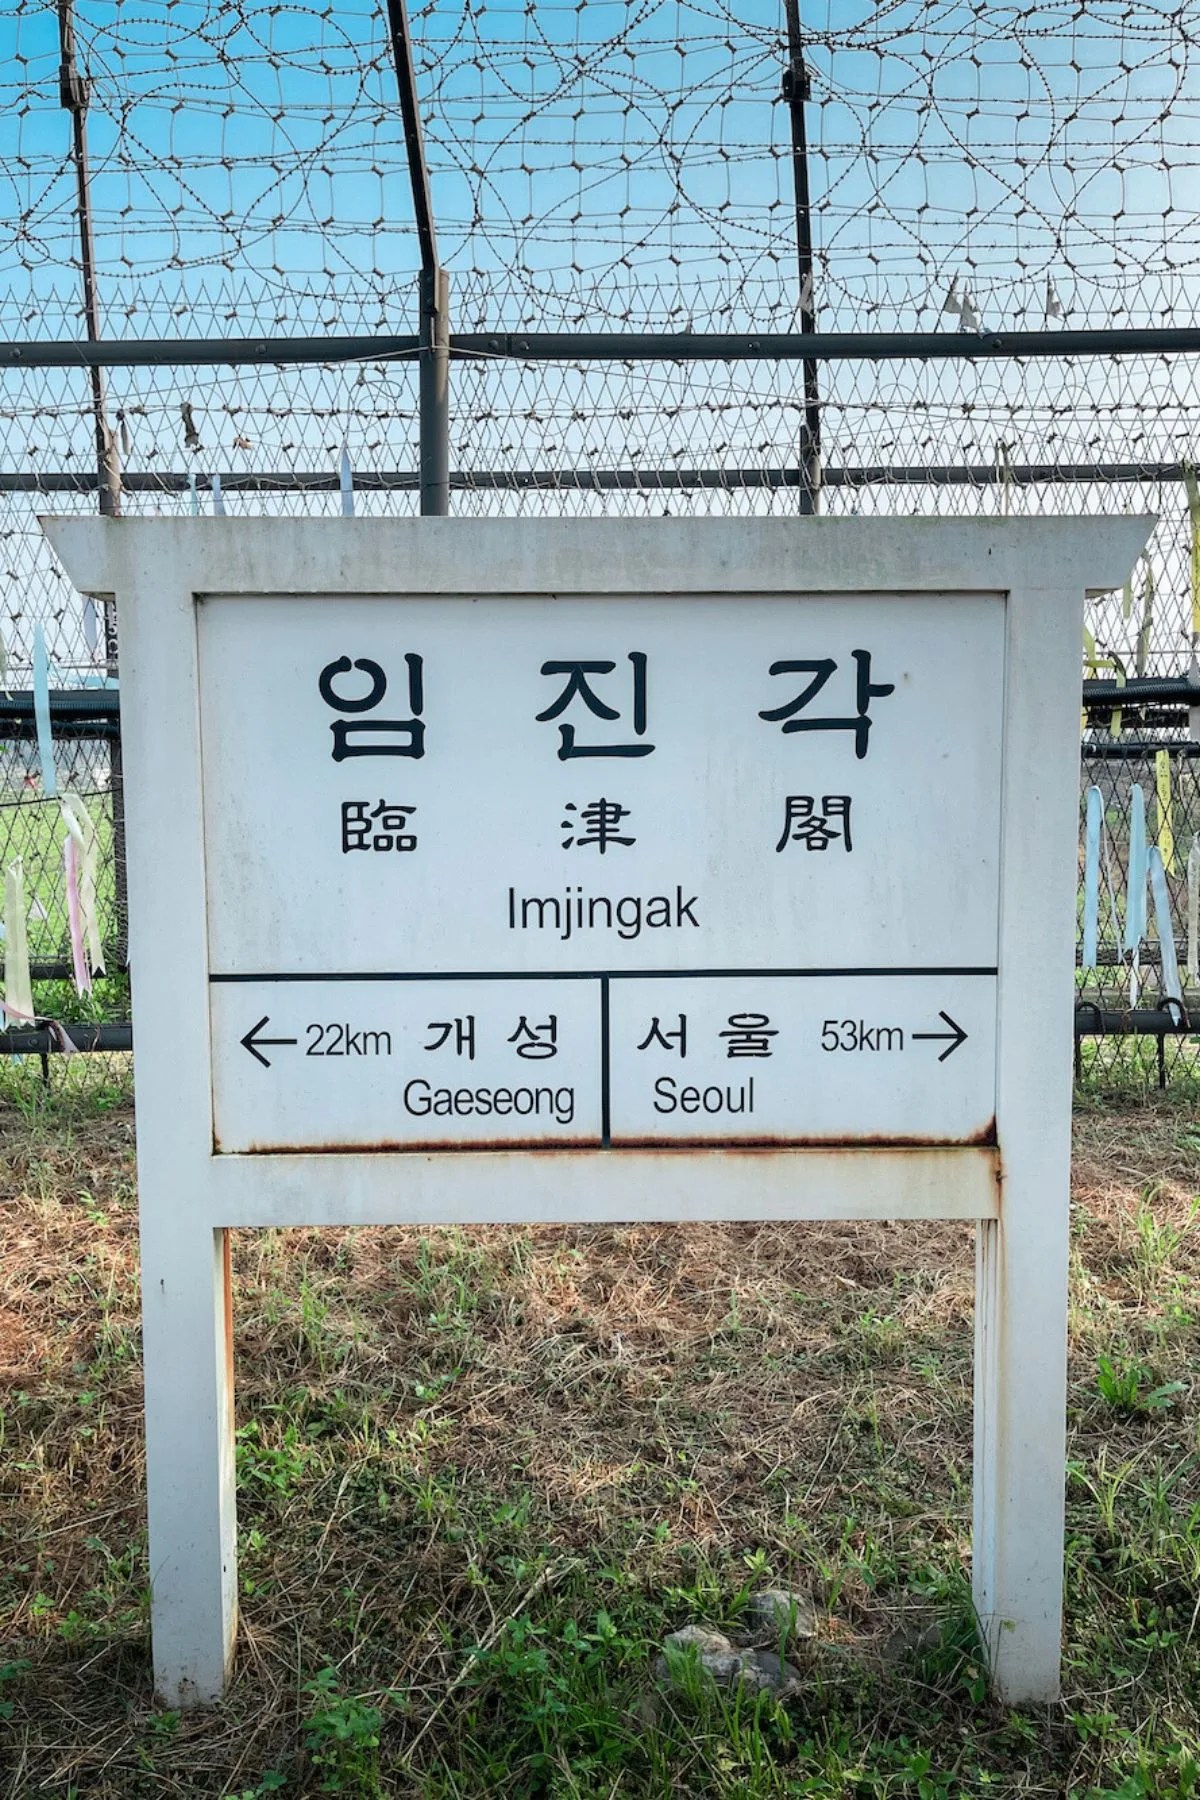 임 진 각
臨 津 閣
Imjingak
←22km 개 성
Gaeseong
서 울 53km→
Seoul